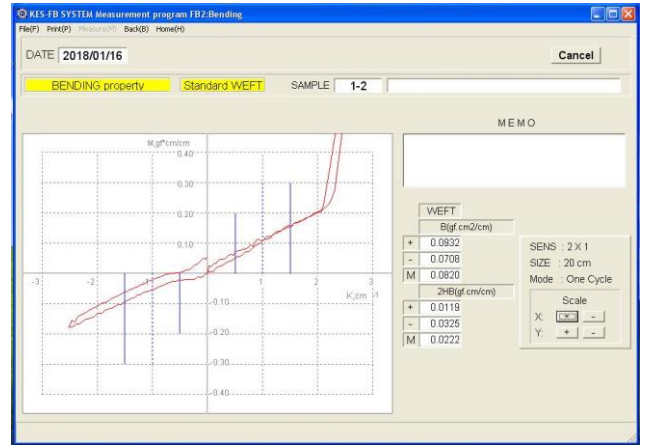 KES-FB SYSTEM Measurement program FB2:Bending
File(F) Print(P) Measure(M) Back(B) Home(H)
DATE 2018/01/16 Cancel
BENDING property Standard WEFT SAMPLE 1-2
MEMO
M,gf*cm/cm
0.40
0.30
0.20
0.10
-3 -2 -1 1 2 3
K,cm -1
-0.10
-0.20
-0.30
-0.40
WEFT
B(gf.cm2/cm)
+ 0.0932
- 0.0708
M 0.0820
2HB(gf.cm/cm)
+ 0.0119
- 0.0325
M 0.0222
SENS : 2 X 1
SIZE : 20 cm
Mode : One Cycle
Scale
X: + -
Y: + -